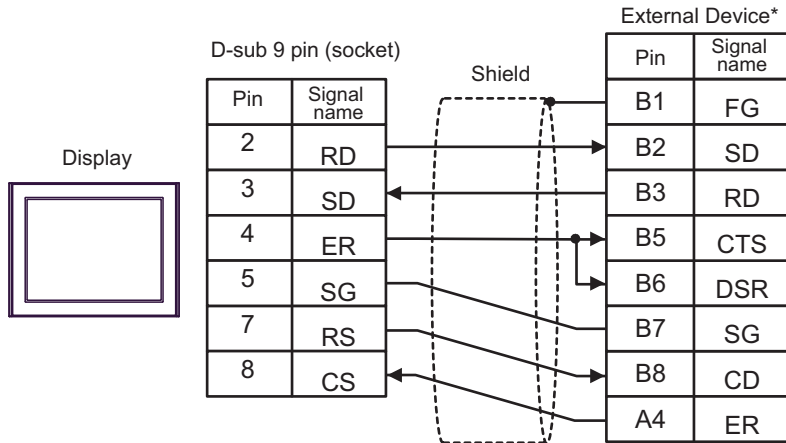 External Device*
D-sub 9 pin (socket)
Shield
Display
Pin Signal name
2 RD
3 SD
4 ER
5 SG
7 RS
8 CS
Pin Signal name
B1 FG
B2 SD
B3 RD
B5 CTS
B6 DSR
B7 SG
B8 CD
A4 ER